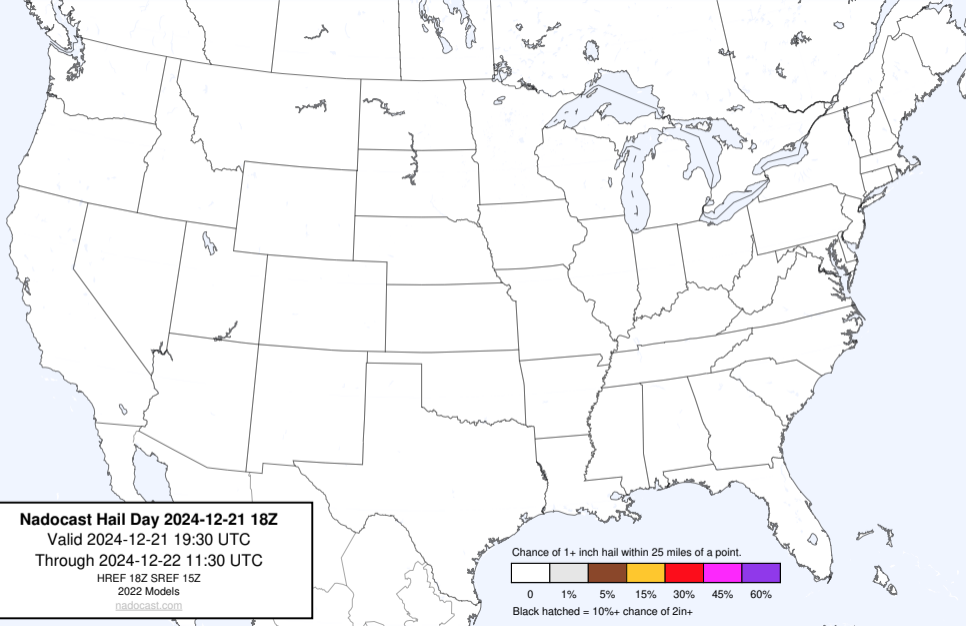 Nadocast Hail Day 2024-12-21 18Z
Valid 2024-12-21 19:30 UTC
Through 2024-12-22 11:30 UTC
HREF 18Z SREF 15Z
2022 Models
nadocast.com
Chance of 1+ inch hail within 25 miles of a point.
0 1% 5% 15% 30% 45% 60%
Black hatched = 10%+ chance of 2in+